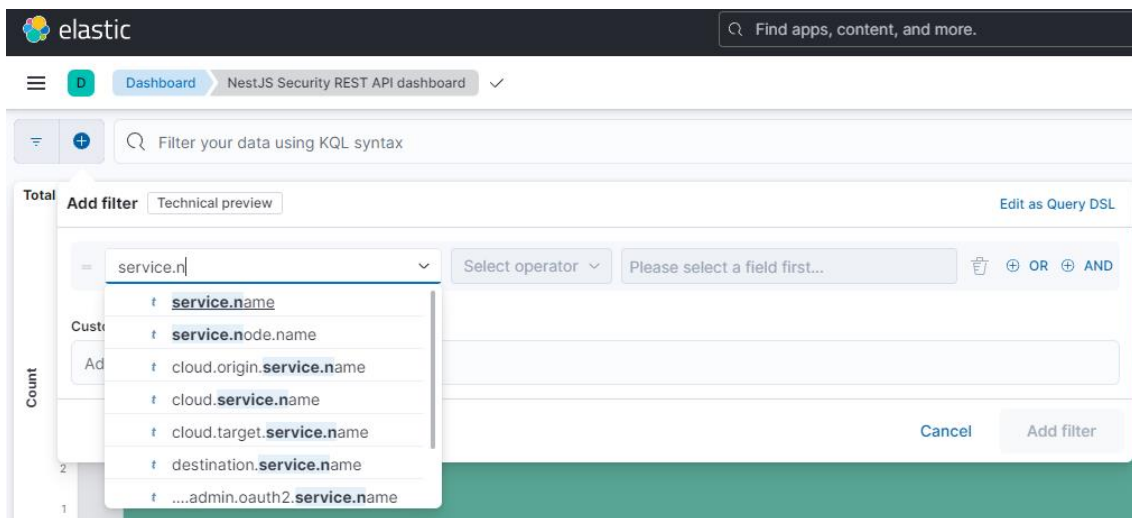 elastic
Find apps, content, and more.
D
Dashboard
NestJS Security REST API dashboard
Filter your data using KQL syntax
Total
Add filter
Technical preview
Edit as Query DSL
=
service.n
Select operator
Please select a field first...
OR
AND
t service.name
t service.node.name
t cloud.origin.service.name
t cloud.service.name
t cloud.target.service.name
t destination.service.name
t ....admin.oauth2.service.name
Custo
Ad
Count
Cancel
Add filter
2
1